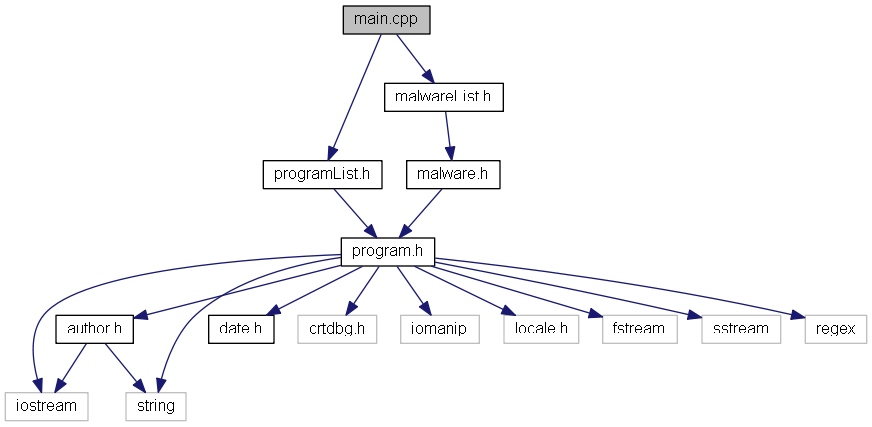 main.cpp
malwareList.h
programList.h
malware.h
program.h
author.h
date.h
crtdbg.h
iomanip
locale.h
fstream
sstream
regex
iostream
string